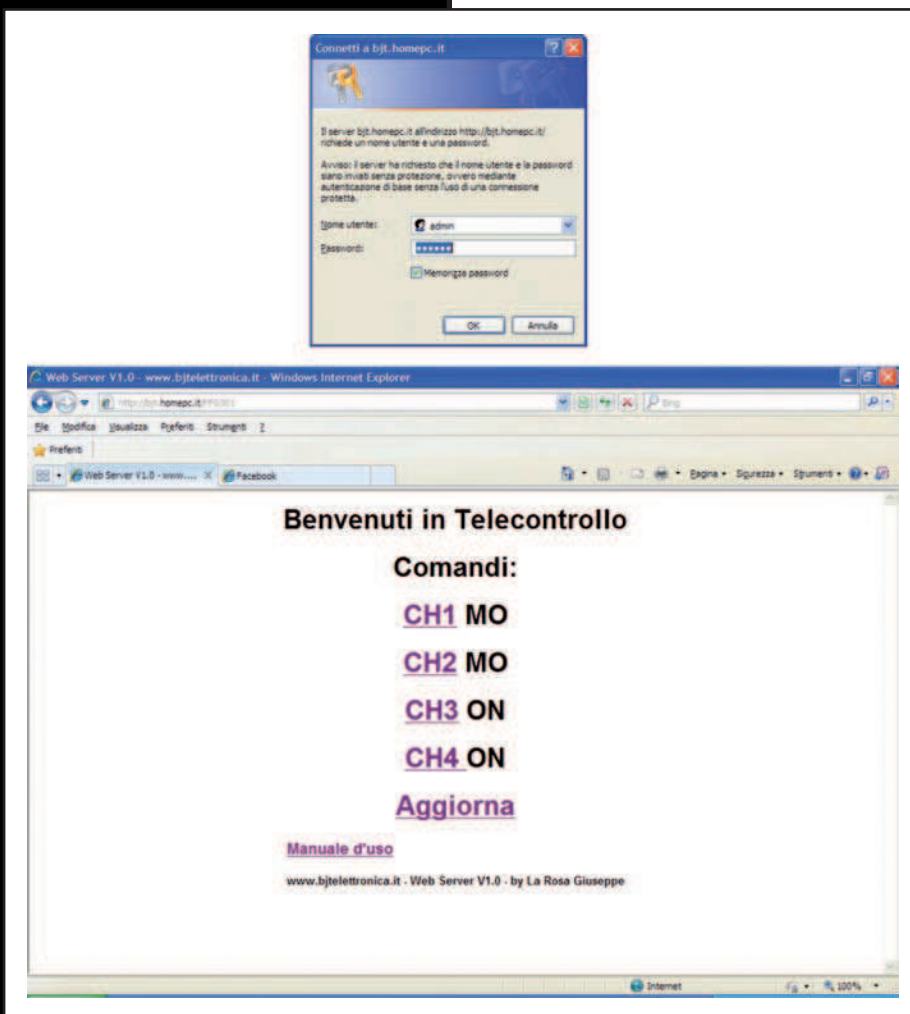 Connetti a bjt.homepc.it
Il server bjt.homepc.it all'indirizzo http://bjt.homepc.it/
richiede un nome utente e una password.
Avviso: il server ha richiesto che il nome utente e la password
siano inviati senza protezione, ovvero mediante
autenticazione di base senza l'uso di una connessione
protetta.
Nome utente: admin
Password: ••••••
Memorizza password
OK Annulla
Web Server V1.0 - www.bjtelettronica.it - Windows Internet Explorer
http://bjt.homepc.it/ Bing
File Modifica Visualizza Preferiti Strumenti ?
Preferiti
Web Server V1.0 - www.... Facebook Pagina Sicurezza Strumenti
Benvenuti in Telecontrollo
Comandi:
CH1 MO
CH2 MO
CH3 ON
CH4 ON
Aggiorna
Manuale d'uso
www.bjtelettronica.it - Web Server V1.0 - by La Rosa Giuseppe
Internet 100%